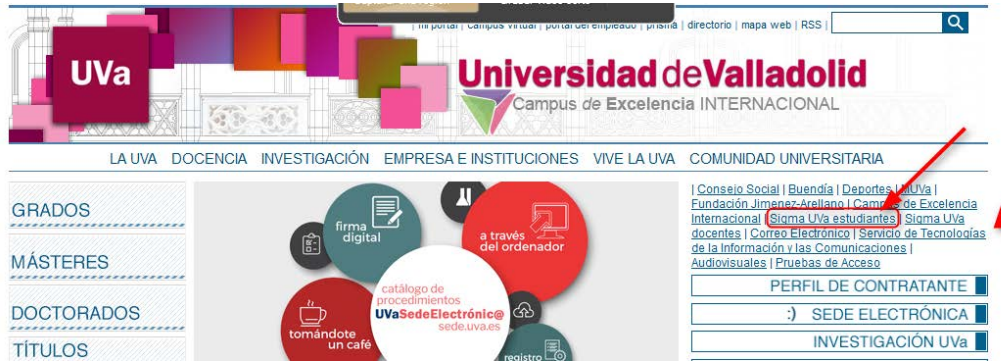 mi portal | campus virtual | portal del empleado | prisma | directorio | mapa web | RSS |
UVa
Universidad deValladolid
Campus de Excelencia INTERNACIONAL
LA UVA DOCENCIA INVESTIGACIÓN EMPRESA E INSTITUCIONES VIVE LA UVA COMUNIDAD UNIVERSITARIA
GRADOS
MÁSTERES
DOCTORADOS
TÍTULOS
firma
digital
a través
del ordenador
catálogo de
procedimientos
UVaSedeElectrónic@
sede.uva.es
tomándote
un café
registro
| Consejo Social | Buendía | Deportes | MUVa |
Fundación Jimenez-Arellano | Campus de Excelencia
Internacional | Sigma UVa estudiantes | Sigma UVa
docentes | Correo Electrónico | Servicio de Tecnologías
de la Información y las Comunicaciones |
Audiovisuales | Pruebas de Acceso
PERFIL DE CONTRATANTE
:) SEDE ELECTRÓNICA
INVESTIGACIÓN UVa